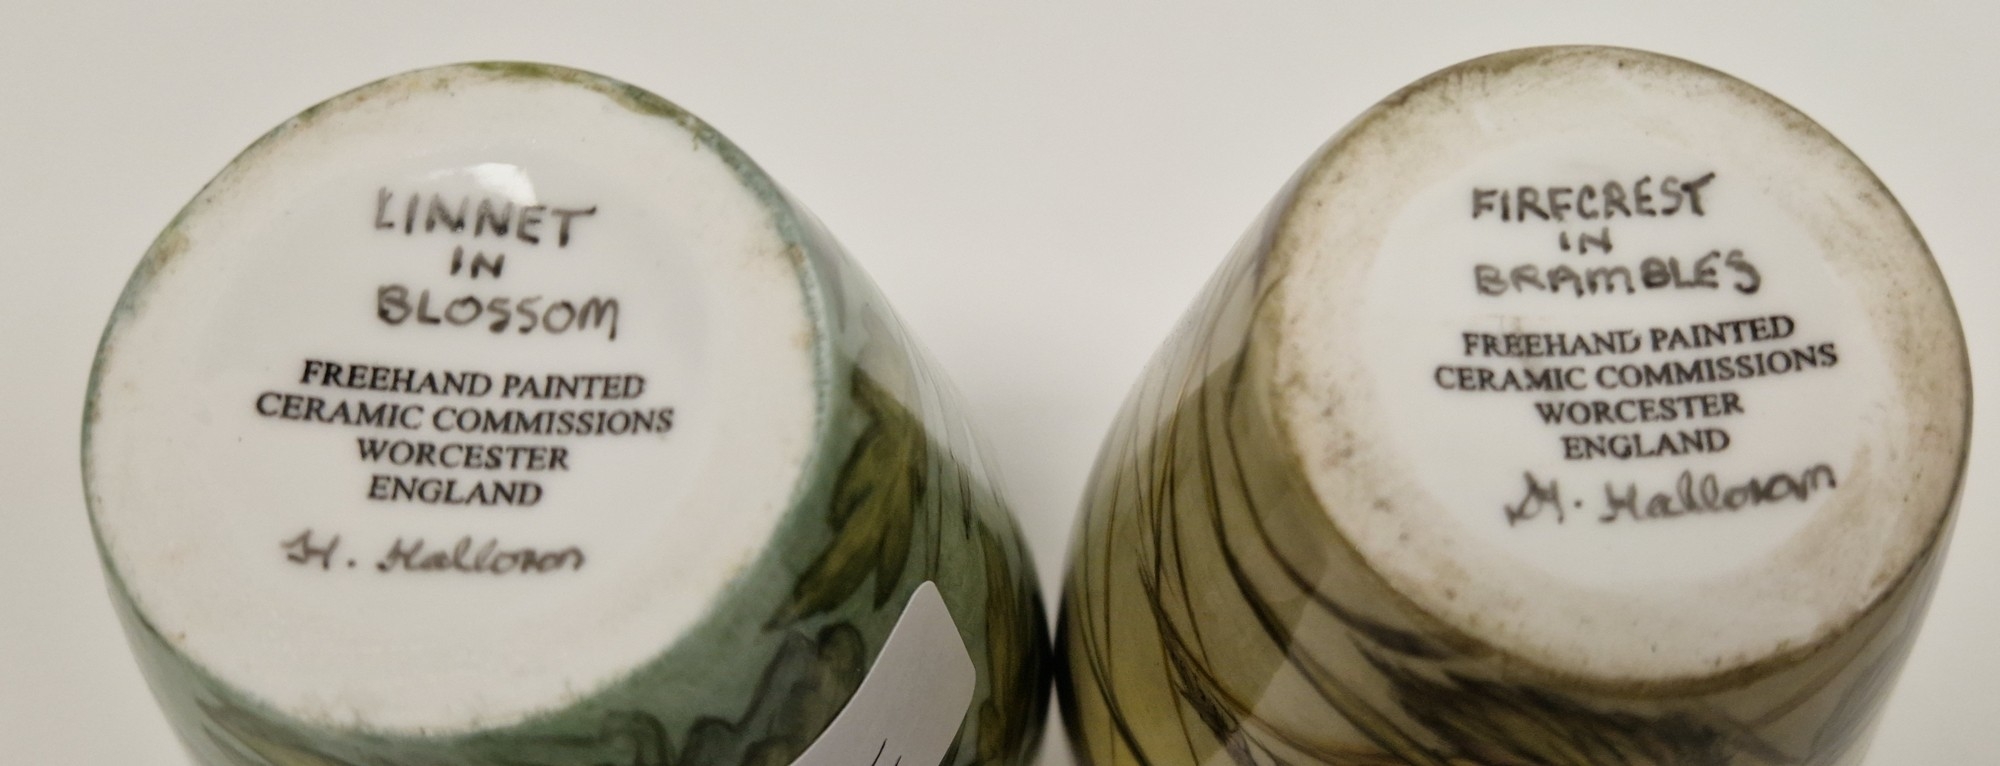 LINNET
IN
BLOSSOM
FREEHAND PAINTED
CERAMIC COMMISSIONS
WORCESTER
ENGLAND
H. Halloran
FIRECREST
IN
BRAMBLES
FREEHAND PAINTED
CERAMIC COMMISSIONS
WORCESTER
ENGLAND
H. Halloran